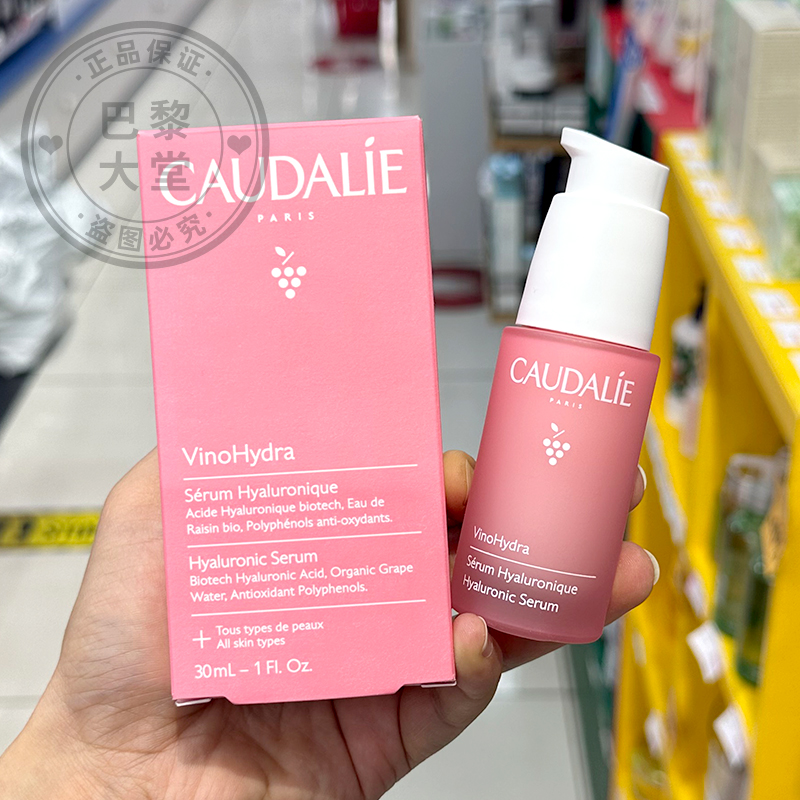 正品保证
巴黎
大堂
盗图必究
CAUDALÍE
PARIS
VinoHydra
Sérum Hyaluronique
Acide Hyaluronique biotech, Eau de
Raisin bio, Polyphénols anti-oxydants.
Hyaluronic Serum
Biotech Hyaluronic Acid, Organic Grape
Water, Antioxidant Polyphenols.
+ Tous types de peaux
All skin types
30mL – 1 Fl. Oz.
CAUDALÍE
PARIS
VinoHydra
Sérum Hyaluronique
Hyaluronic Serum